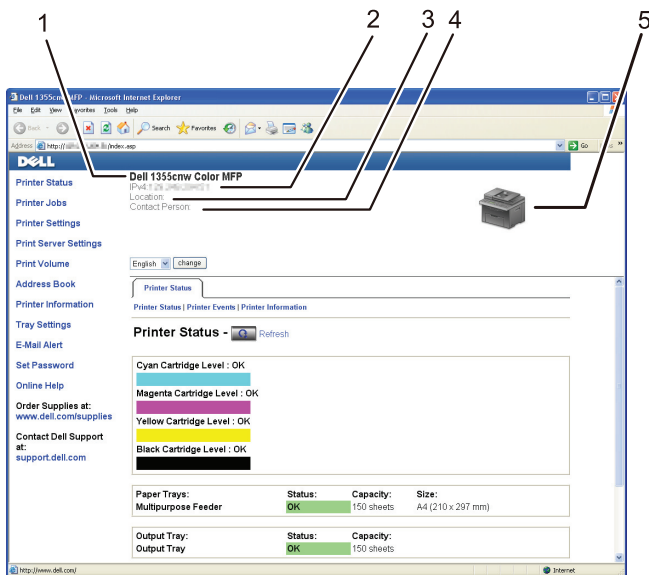 1 2 3 4 5
Dell 1355cnw MFP - Microsoft Internet Explorer
File Edit View Favorites Tools Help
Back Search Favorites
Address http:// /index.asp Go
DELL
Dell 1355cnw Color MFP
IPv4:
Location:
Contact Person:
Printer Status
Printer Jobs
Printer Settings
Print Server Settings
Print Volume
Address Book
Printer Information
Tray Settings
E-Mail Alert
Set Password
Online Help
Order Supplies at:
www.dell.com/supplies
Contact Dell Support
at:
support.dell.com
English change
Printer Status
Printer Status | Printer Events | Printer Information
Printer Status - Refresh
Cyan Cartridge Level : OK
Magenta Cartridge Level : OK
Yellow Cartridge Level : OK
Black Cartridge Level : OK
Paper Trays: Status: Capacity: Size:
Multipurpose Feeder OK 150 sheets A4 (210 x 297 mm)
Output Tray: Status: Capacity:
Output Tray OK 150 sheets
http://www.dell.com/ Internet